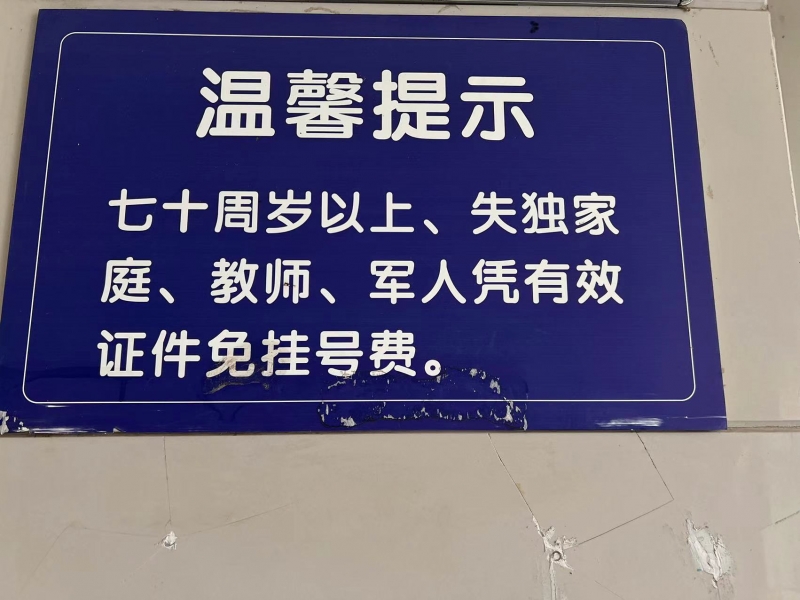 温馨提示
七十周岁以上、失独家
庭、教师、军人凭有效
证件免挂号费。